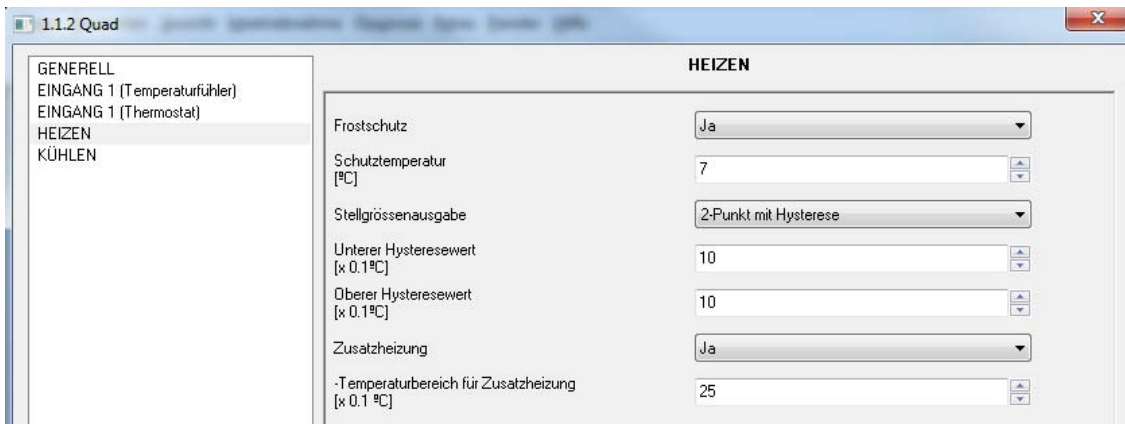 1.1.2 Quad
GENERELL
EINGANG 1 (Temperaturfühler)
EINGANG 1 (Thermostat)
HEIZEN
KÜHLEN
HEIZEN
Frostschutz
Ja
Schutztemperatur
[ºC]
7
Stellgrössenausgabe
2-Punkt mit Hysterese
Unterer Hysteresewert
[x 0.1ºC]
10
Oberer Hysteresewert
[x 0.1ºC]
10
Zusatzheizung
Ja
-Temperaturbereich für Zusatzheizung
[x 0.1 ºC]
25